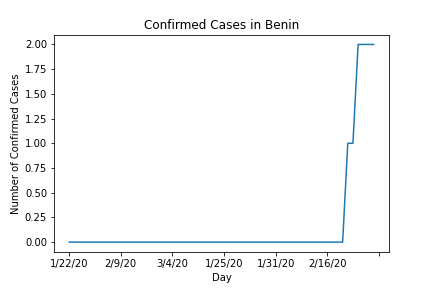 Confirmed Cases in Benin
Number of Confirmed Cases
2.00
1.75
1.50
1.25
1.00
0.75
0.50
0.25
0.00
1/22/20 2/9/20 3/4/20 1/25/20 1/31/20 2/16/20
Day